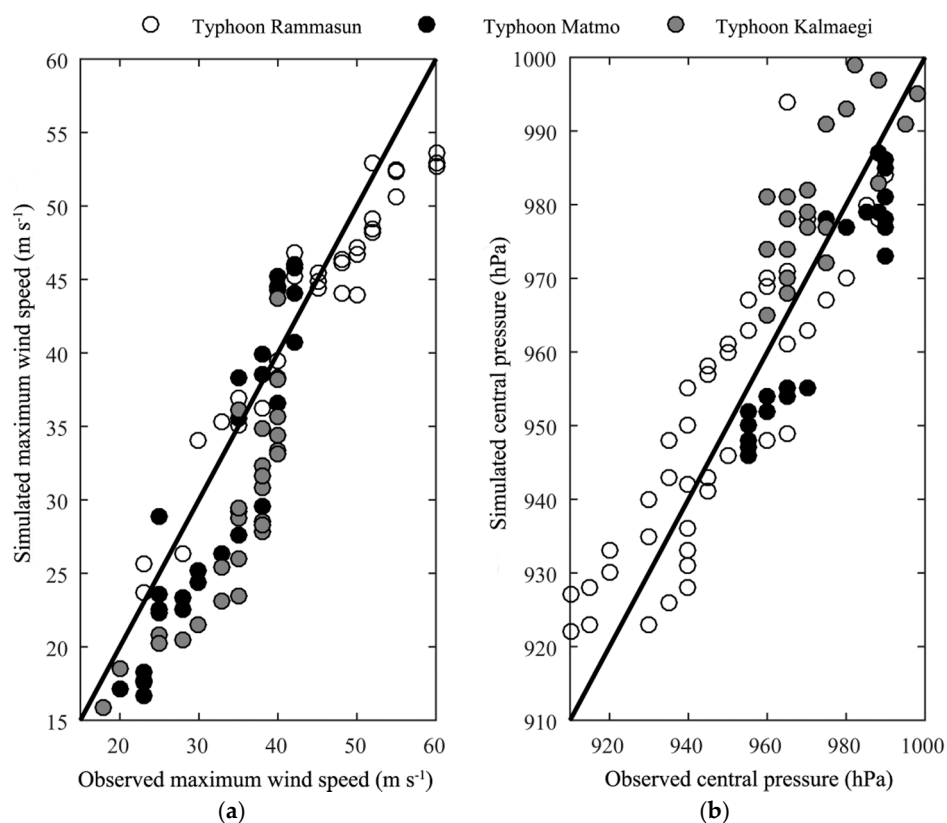 Typhoon Rammasun Typhoon Matmo Typhoon Kalmaegi
60
55
50
45
40
35
30
25
20
15
Simulated maximum wind speed (m s⁻¹)
20 30 40 50 60
Observed maximum wind speed (m s⁻¹)
(a)
1000
990
980
970
960
950
940
930
920
910
Simulated central pressure (hPa)
920 940 960 980 1000
Observed central pressure (hPa)
(b)